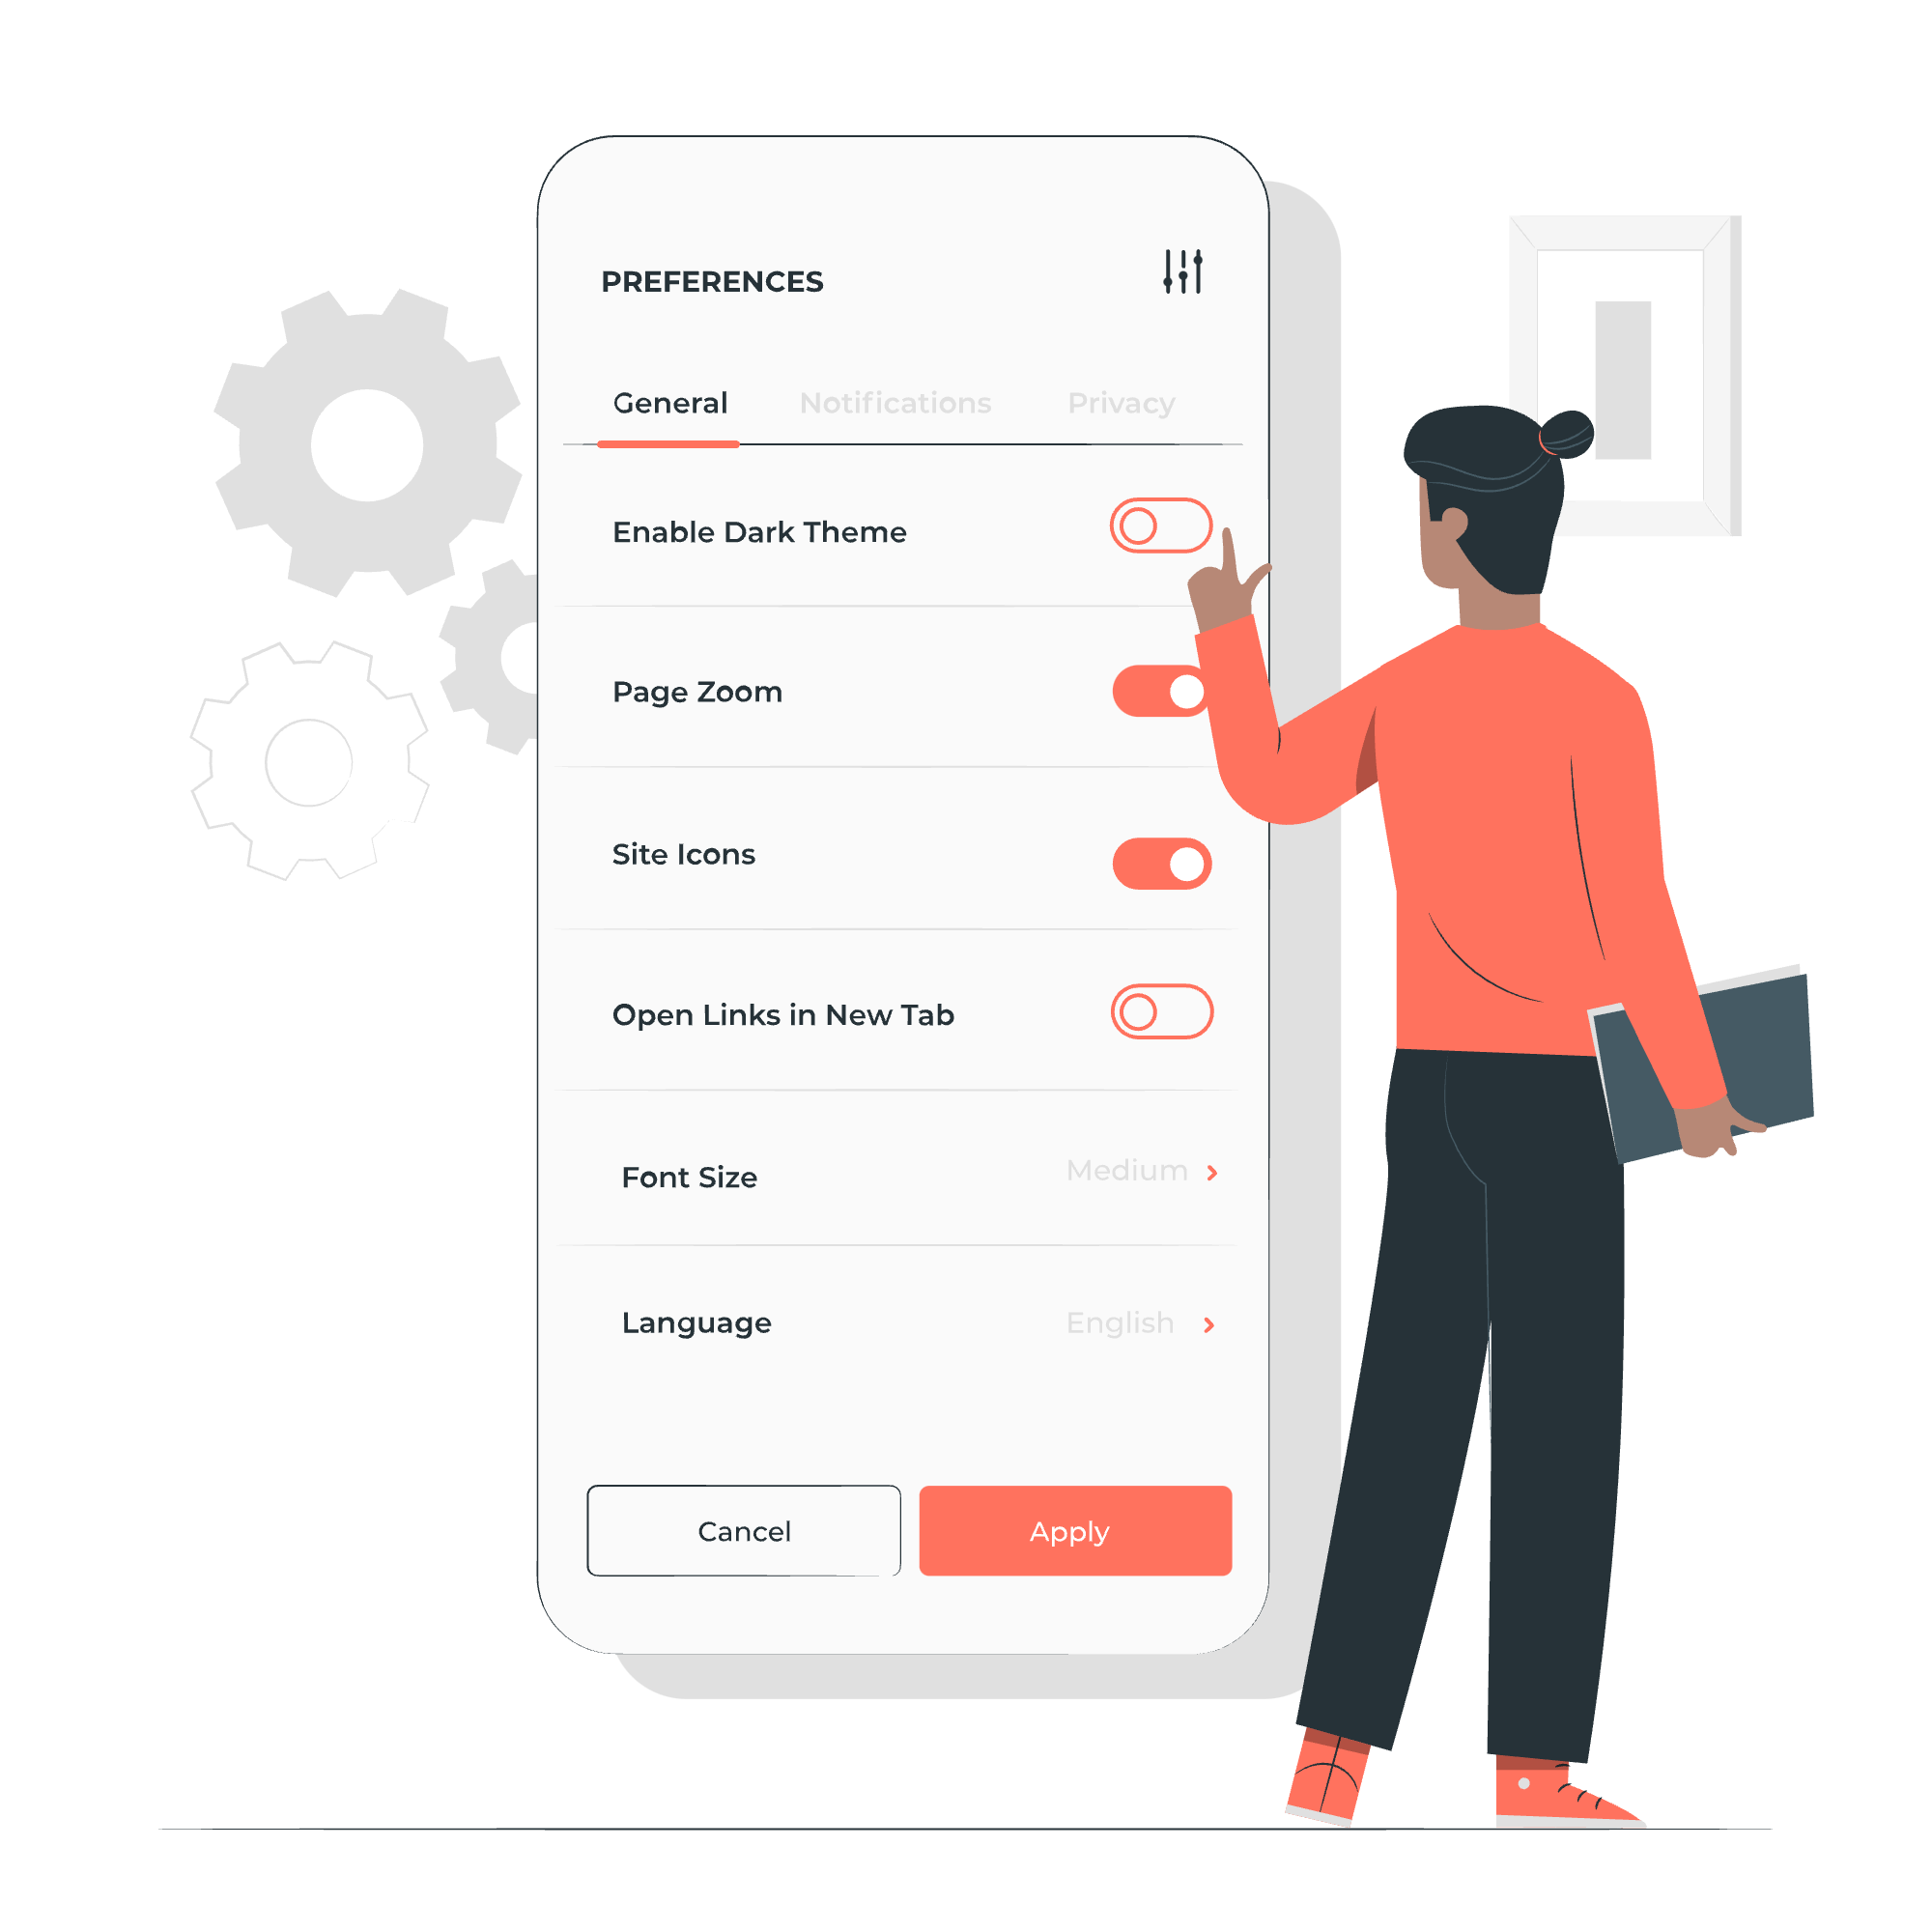 PREFERENCES
General Notifications Privacy
Enable Dark Theme
Page Zoom
Site Icons
Open Links in New Tab
Font Size Medium
Language English
Cancel Apply